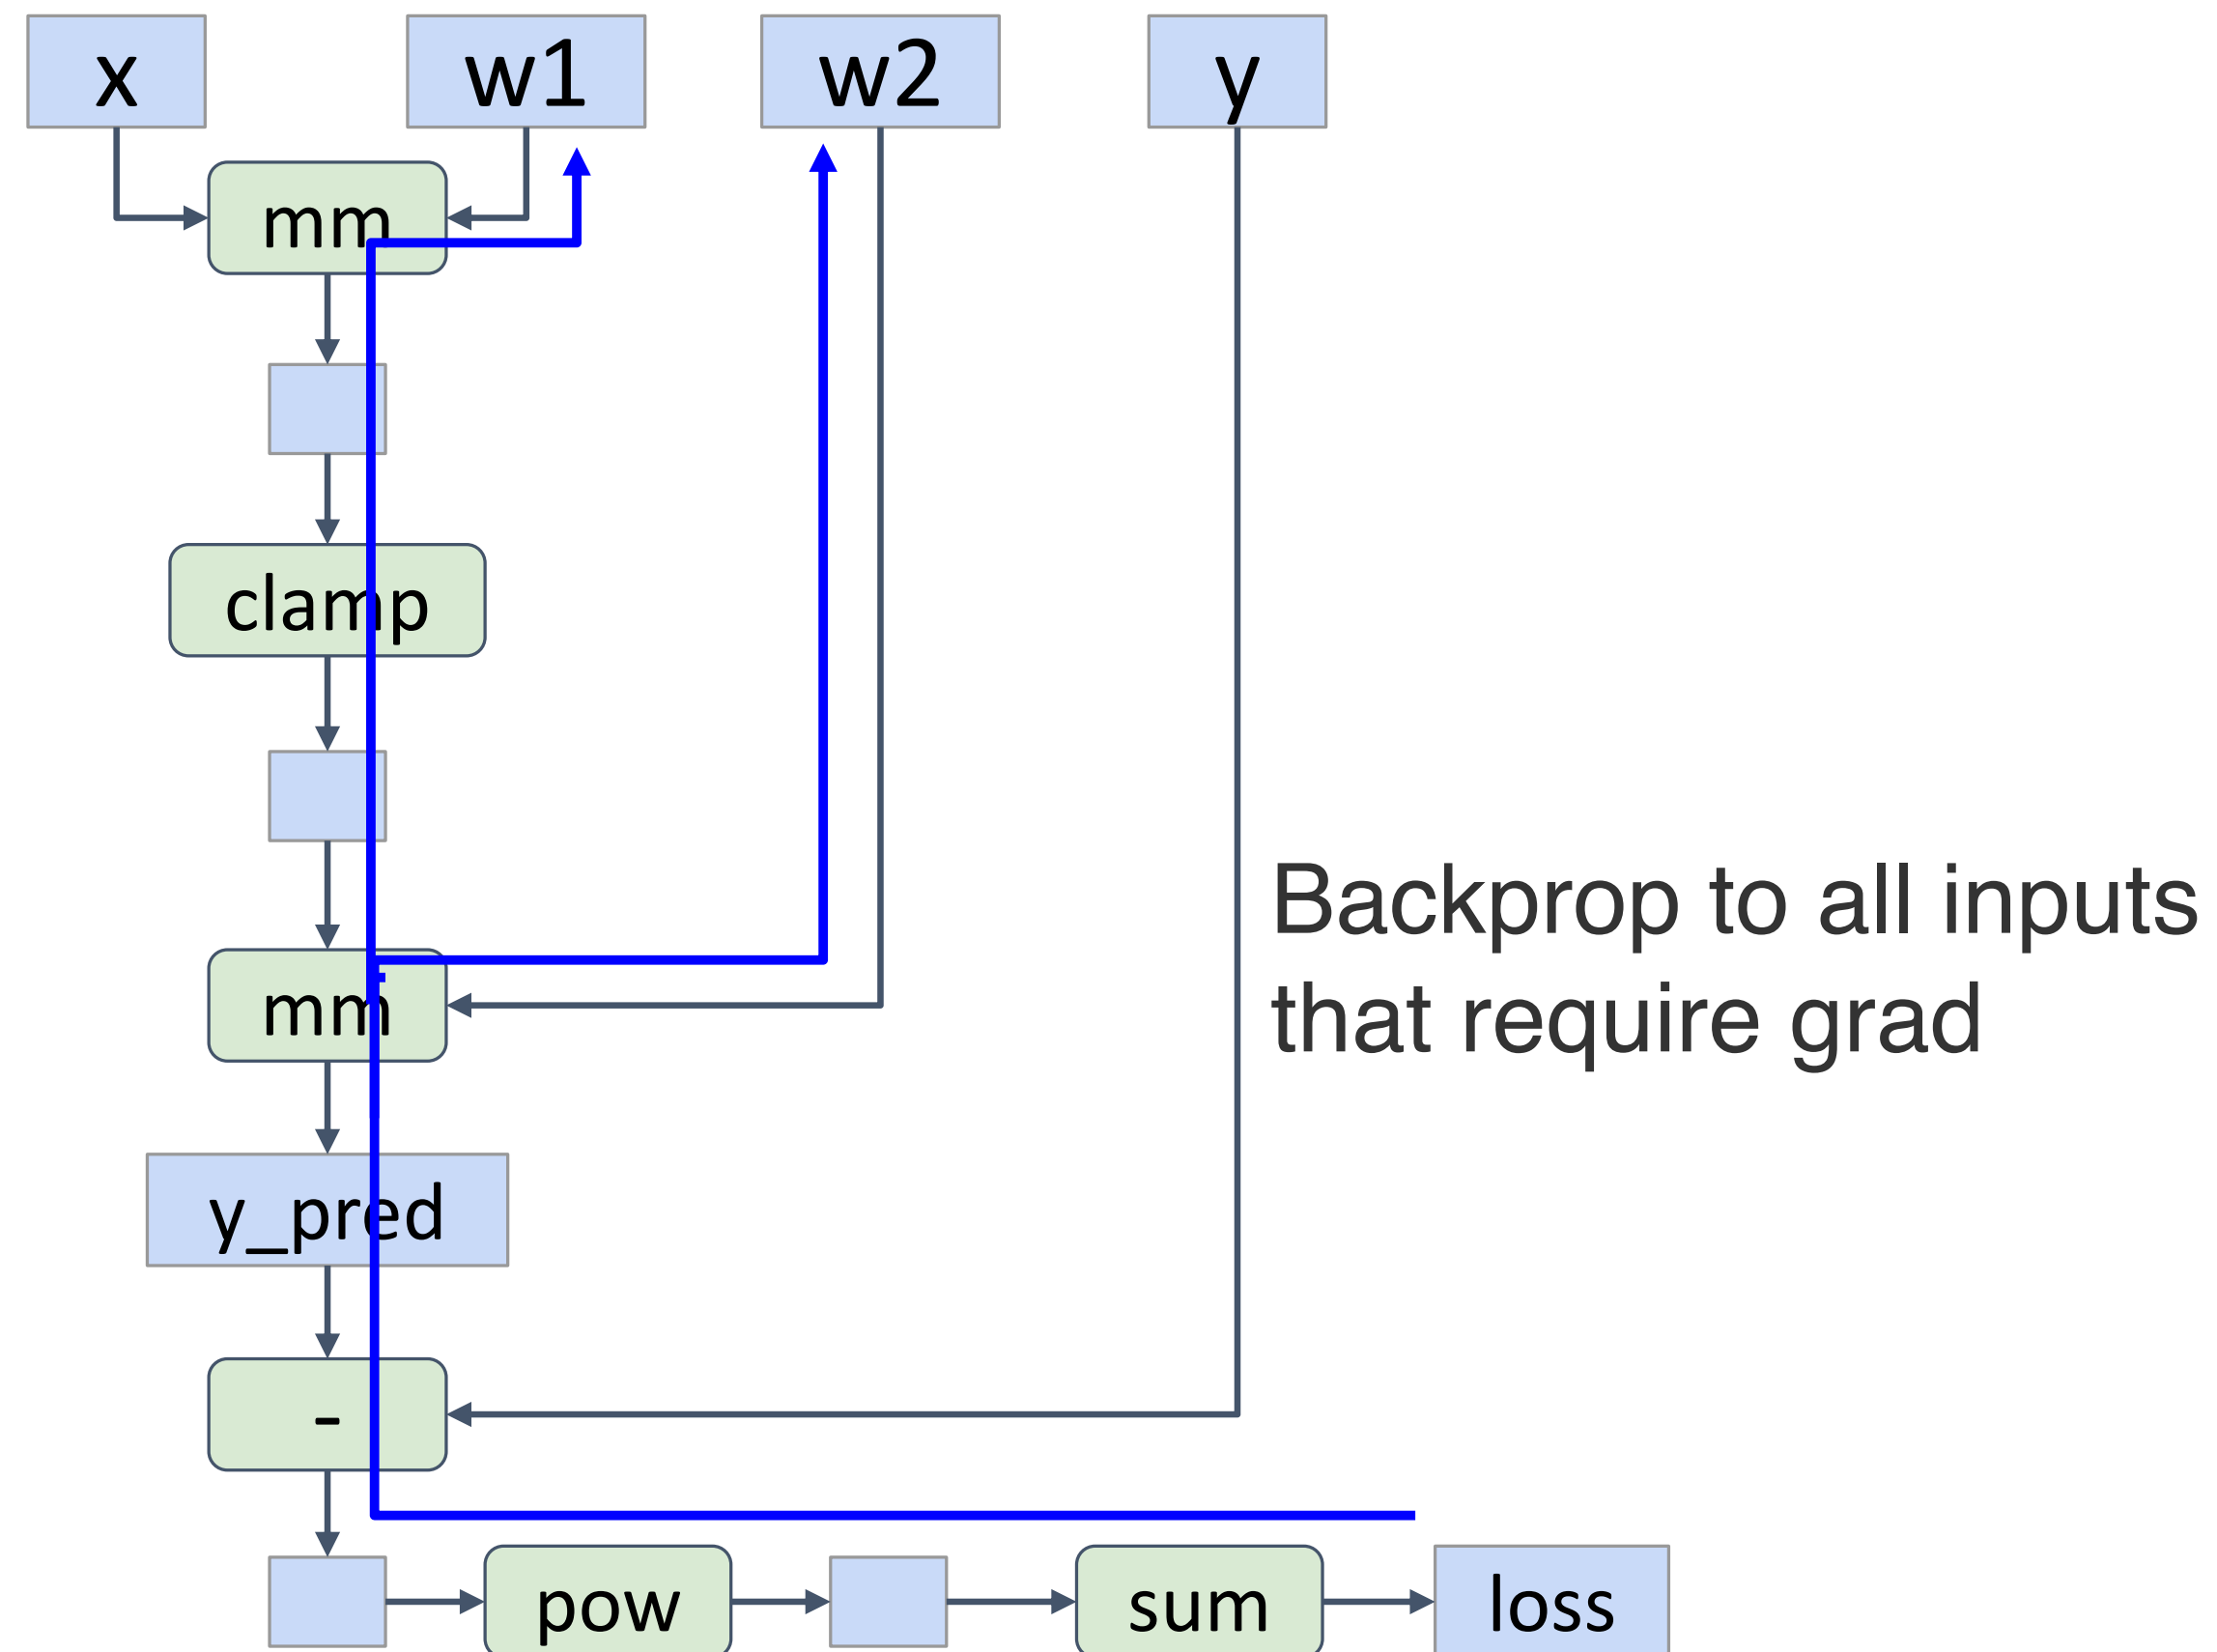 x
w1
w2
y
mm
clamp
mm
Backprop to all inputs
that require grad
y_pred
-
pow
sum
loss